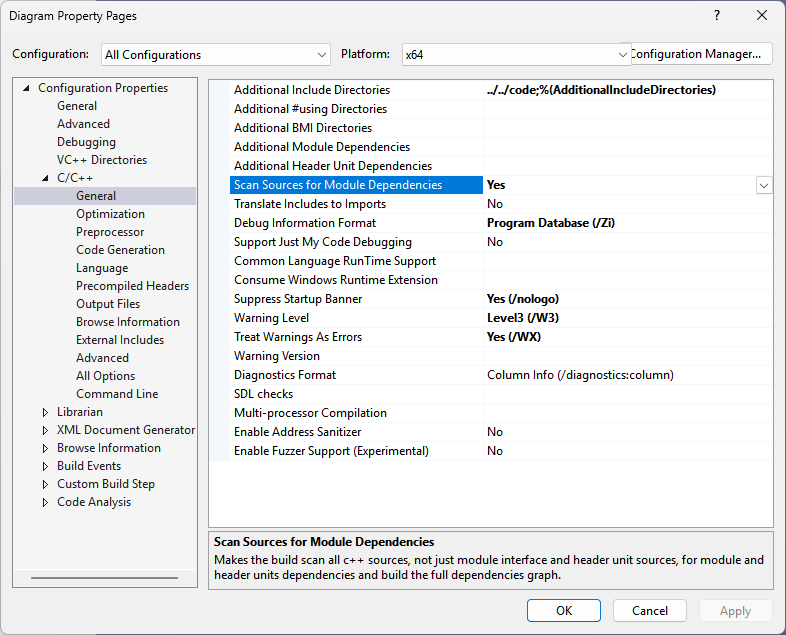 Diagram Property Pages
?
Configuration: All Configurations Platform: x64 Configuration Manager...
Configuration Properties
General
Advanced
Debugging
VC++ Directories
C/C++
General
Optimization
Preprocessor
Code Generation
Language
Precompiled Headers
Output Files
Browse Information
External Includes
Advanced
All Options
Command Line
Librarian
XML Document Generator
Browse Information
Build Events
Custom Build Step
Code Analysis
Additional Include Directories ../../code;%(AdditionalIncludeDirectories)
Additional #using Directories
Additional BMI Directories
Additional Module Dependencies
Additional Header Unit Dependencies
Scan Sources for Module Dependencies Yes
Translate Includes to Imports No
Debug Information Format Program Database (/Zi)
Support Just My Code Debugging No
Common Language RunTime Support
Consume Windows Runtime Extension
Suppress Startup Banner Yes (/nologo)
Warning Level Level3 (/W3)
Treat Warnings As Errors Yes (/WX)
Warning Version
Diagnostics Format Column Info (/diagnostics:column)
SDL checks
Multi-processor Compilation
Enable Address Sanitizer No
Enable Fuzzer Support (Experimental) No
Scan Sources for Module Dependencies
Makes the build scan all c++ sources, not just module interface and header unit sources, for module and
header units dependencies and build the full dependencies graph.
OK Cancel Apply